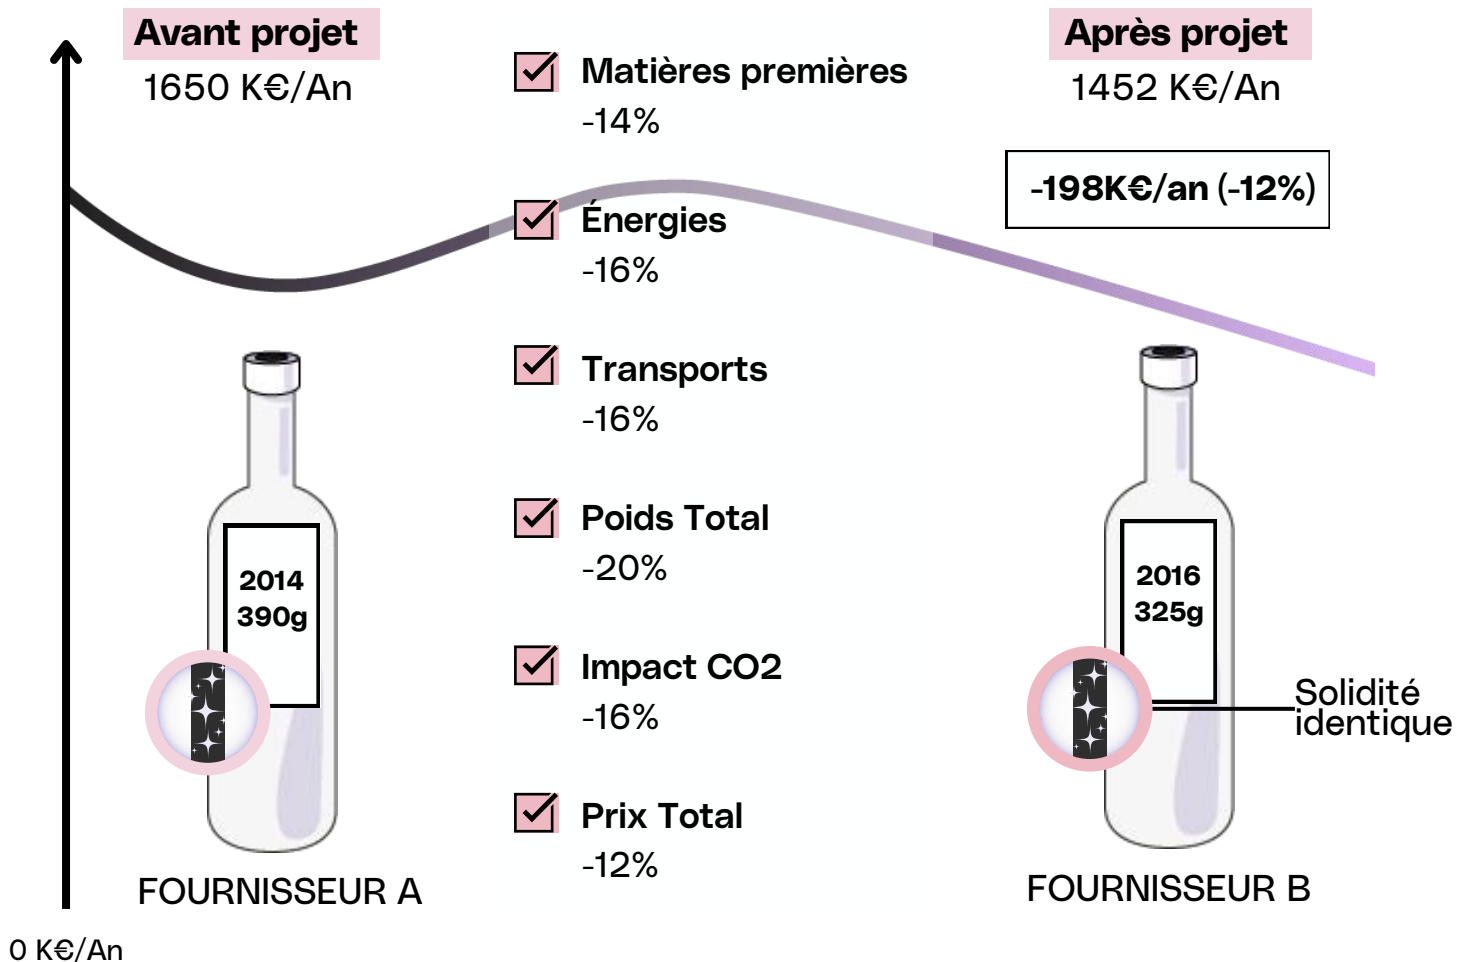 Avant projet
1650 K€/An
Matières premières
-14%
Énergies
-16%
Transports
-16%
Poids Total
-20%
Impact CO2
-16%
Prix Total
-12%
Après projet
1452 K€/An
-198K€/an (-12%)
2014
390g
FOURNISSEUR A
2016
325g
Solidité
identique
FOURNISSEUR B
0 K€/An